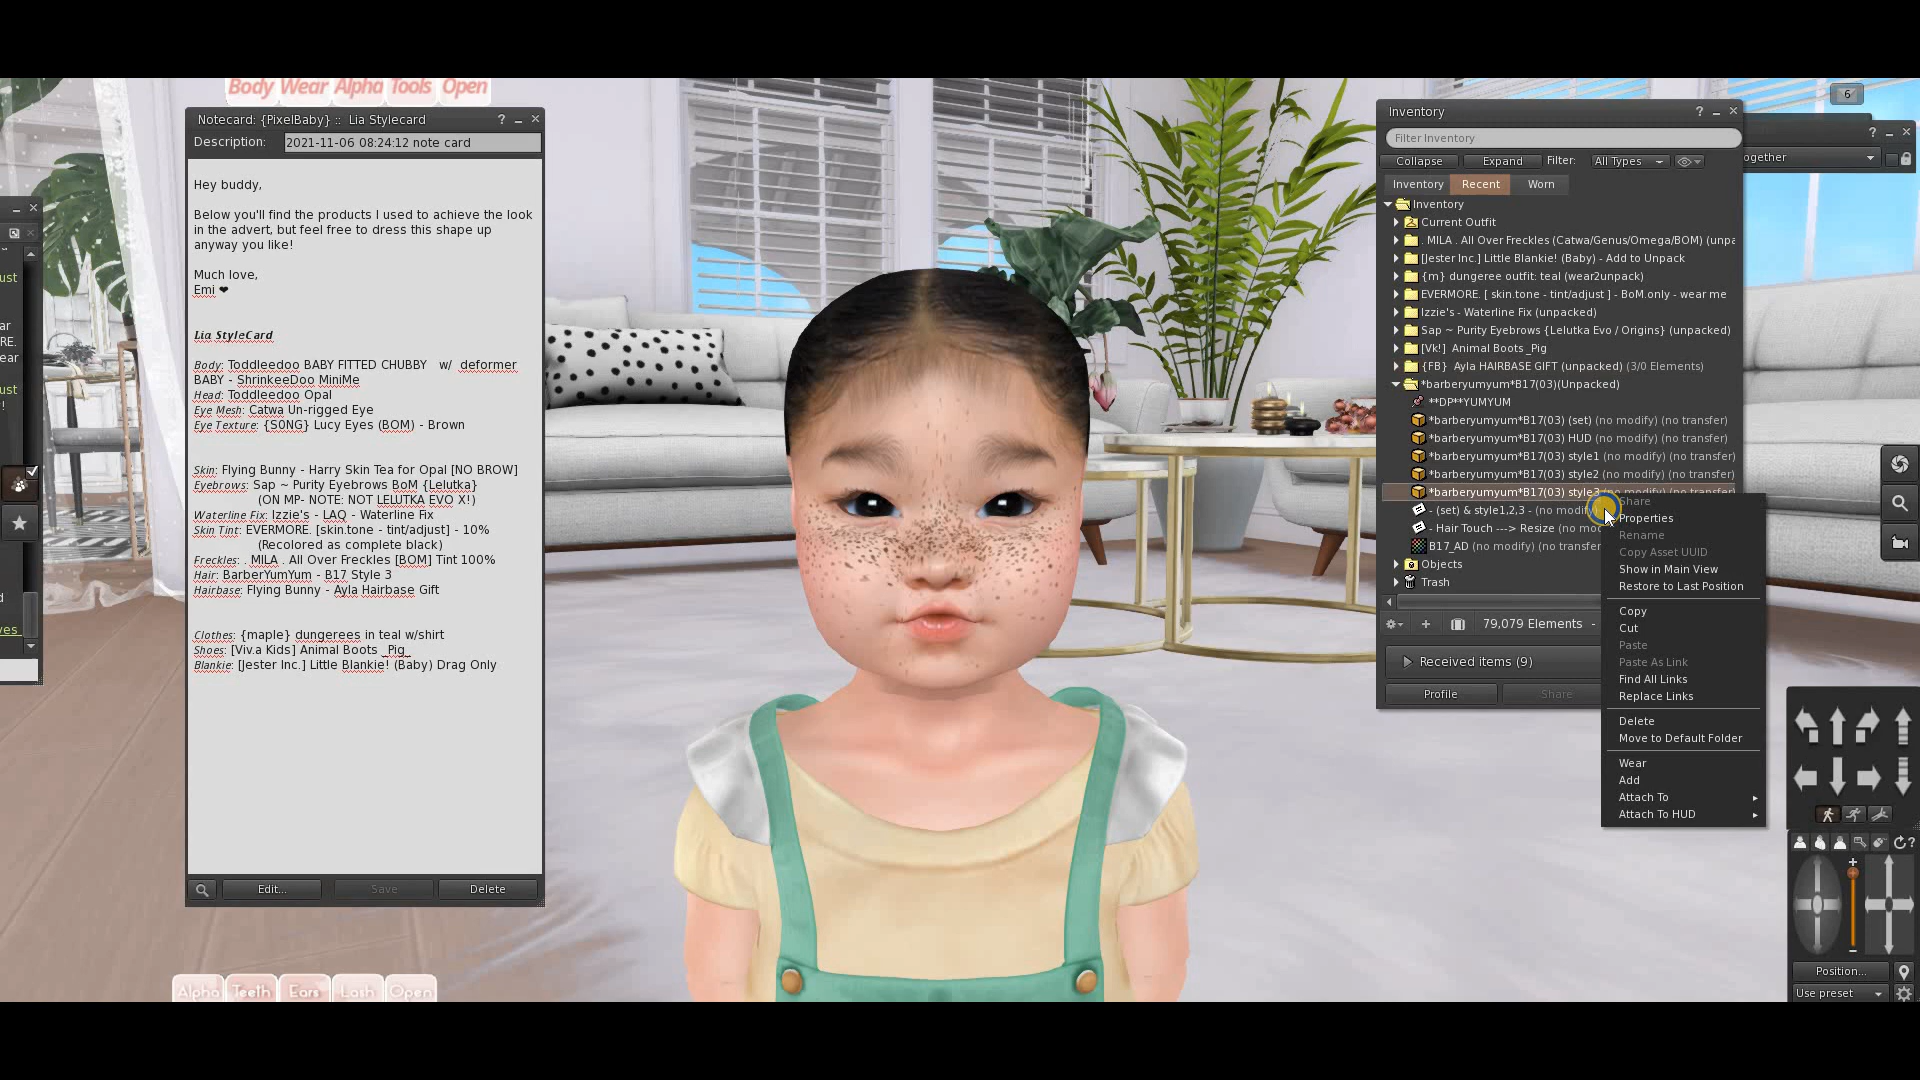 Body Wear Alpha Tools Open
Notecard: {PixelBaby} :: Lia Stylecard
Description: 2021-11-06 08:24:12 note card
Hey buddy,
Below you'll find the products I used to achieve the look
in the advert, but feel free to dress this shape up
anyway you like!
Much love,
Emi ❤
Lia StyleCard
Body: Toddleedoo BABY FITTED CHUBBY w/ deformer
BABY - ShrinkeeDoo MiniMe
Head: Toddleedoo Opal
Eye Mesh: Catwa Un-rigged Eye
Eye Texture: {S0NG} Lucy Eyes (BOM) - Brown
Skin: Flying Bunny - Harry Skin Tea for Opal [NO BROW]
Eyebrows: Sap ~ Purity Eyebrows BoM {Lelutka}
(ON MP- NOTE: NOT LELUTKA EVO X!)
Waterline Fix: Izzie's - LAQ - Waterline Fix
Skin Tint: EVERMORE. [skin.tone - tint/adjust] - 10%
(Recolored as complete black)
Freckles: . MILA . All Over Freckles [BOM] Tint 100%
Hair: BarberYumYum - B17 Style 3
Hairbase: Flying Bunny - Ayla Hairbase Gift
Clothes: {maple} dungerees in teal w/shirt
Shoes: [Viv.a Kids] Animal Boots _Pig_
Blankie: [Jester Inc.] Little Blankie! (Baby) Drag Only
Edit... Save Delete
Alpha Teeth Ears Lash Open
ust
ar
RE.
ear
ust
!
d
ves
6
Inventory
Filter Inventory
Collapse Expand Filter: All Types
Inventory Recent Worn
Inventory
Current Outfit
. MILA . All Over Freckles (Catwa/Genus/Omega/BOM) (unpa
[Jester Inc.] Little Blankie! (Baby) - Add to Unpack
{m} dungeree outfit: teal (wear2unpack)
EVERMORE. [ skin.tone - tint/adjust ] - BoM.only - wear me
Izzie's - Waterline Fix (unpacked)
Sap ~ Purity Eyebrows {Lelutka Evo / Origins} (unpacked)
[Vk!] Animal Boots _Pig
{FB} Ayla HAIRBASE GIFT (unpacked) (3/0 Elements)
*barberyumyum*B17(03)(Unpacked)
**DP**YUMYUM
*barberyumyum*B17(03) (set) (no modify) (no transfer)
*barberyumyum*B17(03) HUD (no modify) (no transfer)
*barberyumyum*B17(03) style1 (no modify) (no transfer)
*barberyumyum*B17(03) style2 (no modify) (no transfer)
*barberyumyum*B17(03) style3 (no modify) (no transfer)
- (set) & style1,2,3 - (no modif
- Hair Touch ---> Resize (no mo
B17_AD (no modify) (no transfer
Objects
Trash
79,079 Elements -
Received items (9)
Profile Share
Share
Properties
Rename
Copy Asset UUID
Show in Main View
Restore to Last Position
Copy
Cut
Paste
Paste As Link
Find All Links
Replace Links
Delete
Move to Default Folder
Wear
Add
Attach To
Attach To HUD
ogether
Position...
Use preset